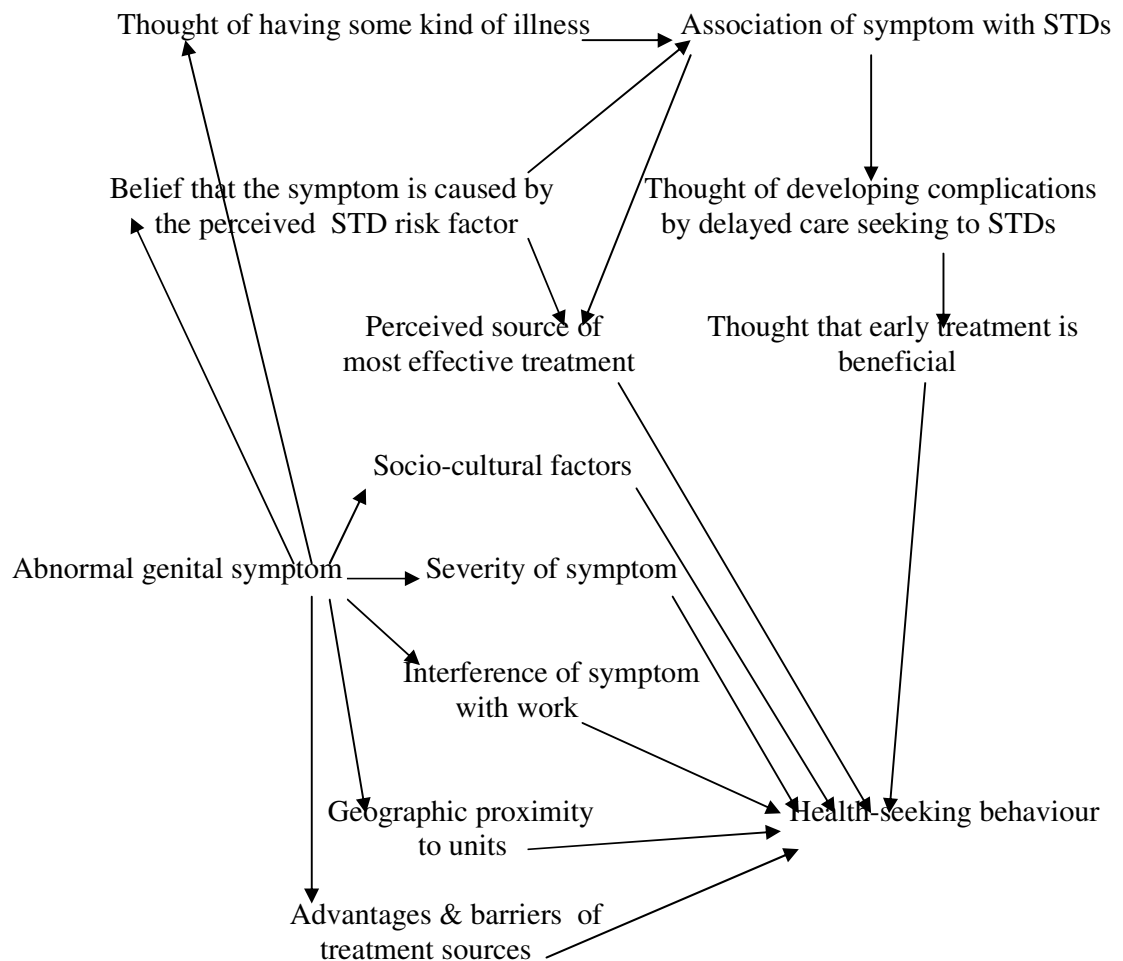 Thought of having some kind of illness
Association of symptom with STDs
Belief that the symptom is caused by
the perceived STD risk factor
Thought of developing complications
by delayed care seeking to STDs
Perceived source of
most effective treatment
Thought that early treatment is
beneficial
Socio-cultural factors
Abnormal genital symptom
Severity of symptom
Interference of symptom
with work
Geographic proximity
to units
Health-seeking behaviour
Advantages & barriers of
treatment sources